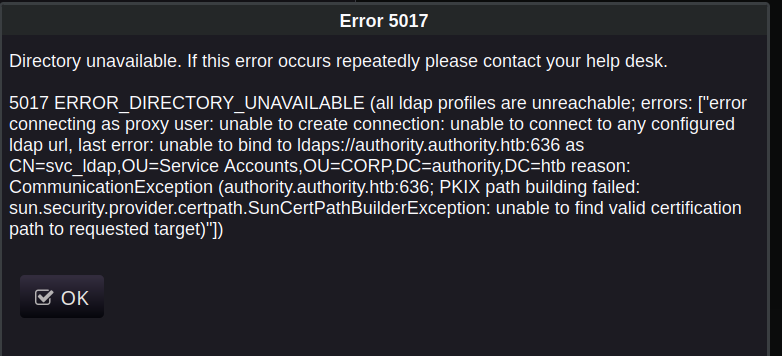 Error 5017
Directory unavailable. If this error occurs repeatedly please contact your help desk.
5017 ERROR_DIRECTORY_UNAVAILABLE (all ldap profiles are unreachable; errors: ["error
connecting as proxy user: unable to create connection: unable to connect to any configured
ldap url, last error: unable to bind to ldaps://authority.authority.htb:636 as
CN=svc_ldap,OU=Service Accounts,OU=CORP,DC=authority,DC=htb reason:
CommunicationException (authority.authority.htb:636; PKIX path building failed:
sun.security.provider.certpath.SunCertPathBuilderException: unable to find valid certification
path to requested target)"])
OK